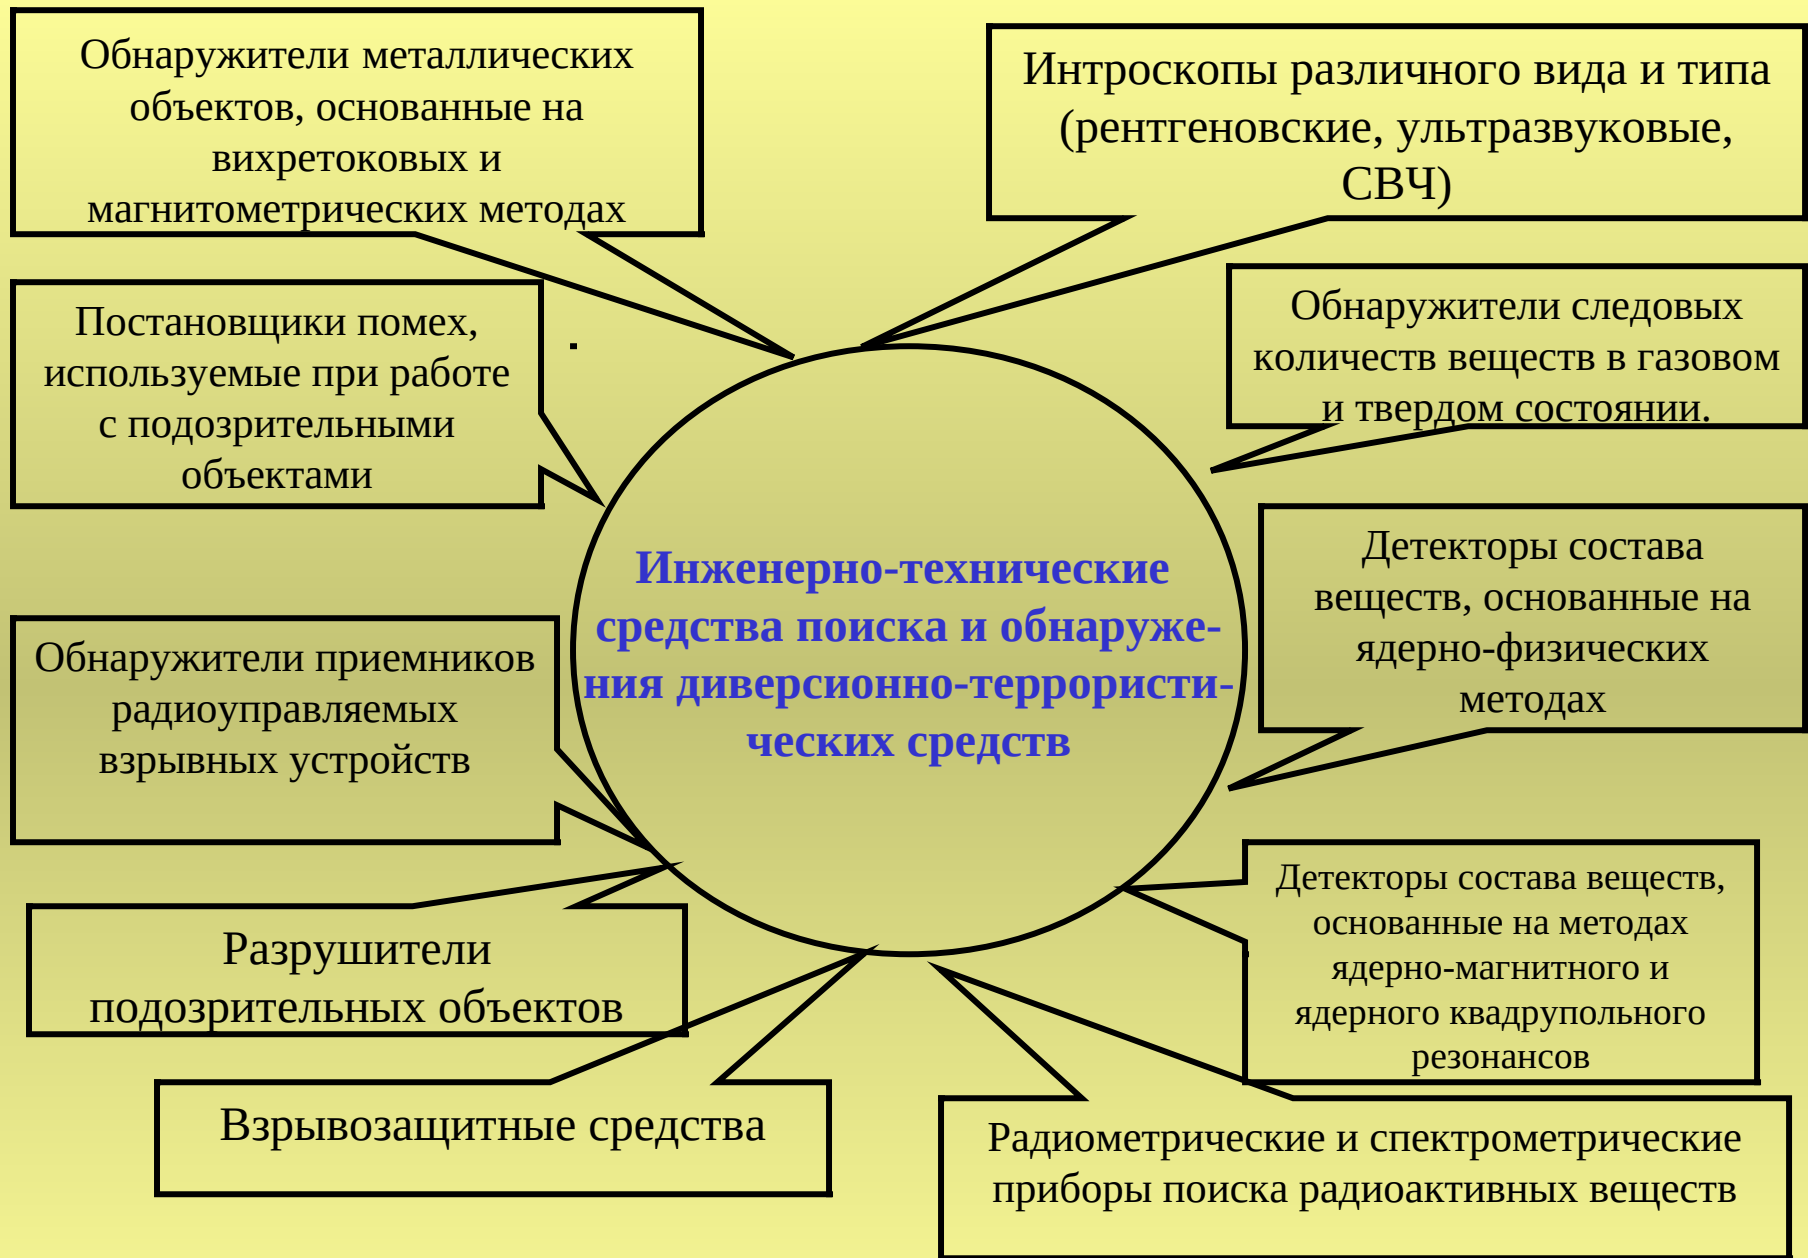 Обнаружители металлических
объектов, основанные на
вихретоковых и
магнитометрических методах
Интроскопы различного вида и типа
(рентгеновские, ультразвуковые,
СВЧ)
Постановщики помех,
используемые при работе
с подозрительными
объектами
Обнаружители следовых
количеств веществ в газовом
и твердом состоянии.
Инженерно-технические
средства поиска и обнаруже-
ния диверсионно-террористи-
ческих средств
Детекторы состава
веществ, основанные на
ядерно-физических
методах
Обнаружители приемников
радиоуправляемых
взрывных устройств
Детекторы состава веществ,
основанные на методах
ядерно-магнитного и
ядерного квадрупольного
резонансов
Разрушители
подозрительных объектов
Взрывозащитные средства
Радиометрические и спектрометрические
приборы поиска радиоактивных веществ